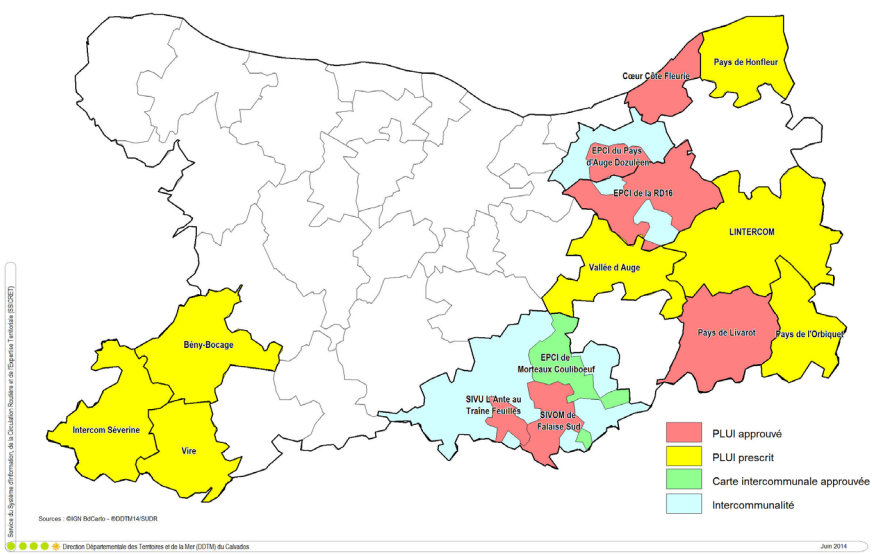 Pays de Honfleur
Cœur Côte Fleurie
EPCI du Pays
d'Auge Dozuléen
EPCI de la RD16
LINTERCOM
Vallée d Auge
Pays de Livarot
Pays de l'Orbiquet
Bény-Bocage
EPCI de
Morteaux Couliboeuf
SIVU L'Ante au
Traîne Feuilles
SIVOM de
Falaise Sud
Intercom Séverine
Vire
PLUI approuvé
PLUI prescrit
Carte intercommunale approuvée
Intercommunalité
Service du Système d'Information, de la Circulation Routière et de l'Expertise Territoriale (SSICRET)
Sources : ©IGN BdCarto - ©DDTM14/SUDR
Direction Départementale des Territoires et de la Mer (DDTM) du Calvados
Juin 2014